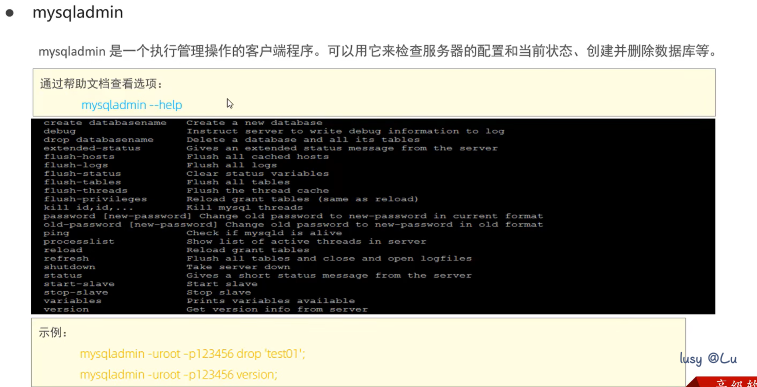 ● mysqladmin
mysqladmin 是一个执行管理操作的客户端程序。可以用它来检查服务器的配置和当前状态、创建并删除数据库等。
通过帮助文档查看选项：
mysqladmin --help
create databasename Create a new database
debug Instruct server to write debug information to log
drop databasename Delete a database and all its tables
extended-status Gives an extended status message from the server
flush-hosts Flush all cached hosts
flush-logs Flush all logs
flush-status Clear status variables
flush-tables Flush all tables
flush-threads Flush the thread cache
flush-privileges Reload grant tables (same as reload)
kill id,id,... Kill mysql threads
password [new-password] Change old password to new-password in current format
old-password [new-password] Change old password to new-password in old format
ping Check if mysqld is alive
processlist Show list of active threads in server
reload Reload grant tables
refresh Flush all tables and close and open logfiles
shutdown Take server down
status Gives a short status message from the server
start-slave Start slave
stop-slave Stop slave
variables Prints variables available
version Get version info from server
示例：
mysqladmin -uroot -p123456 drop 'test01';
mysqladmin -uroot -p123456 version;
lusy @Lu
高级软